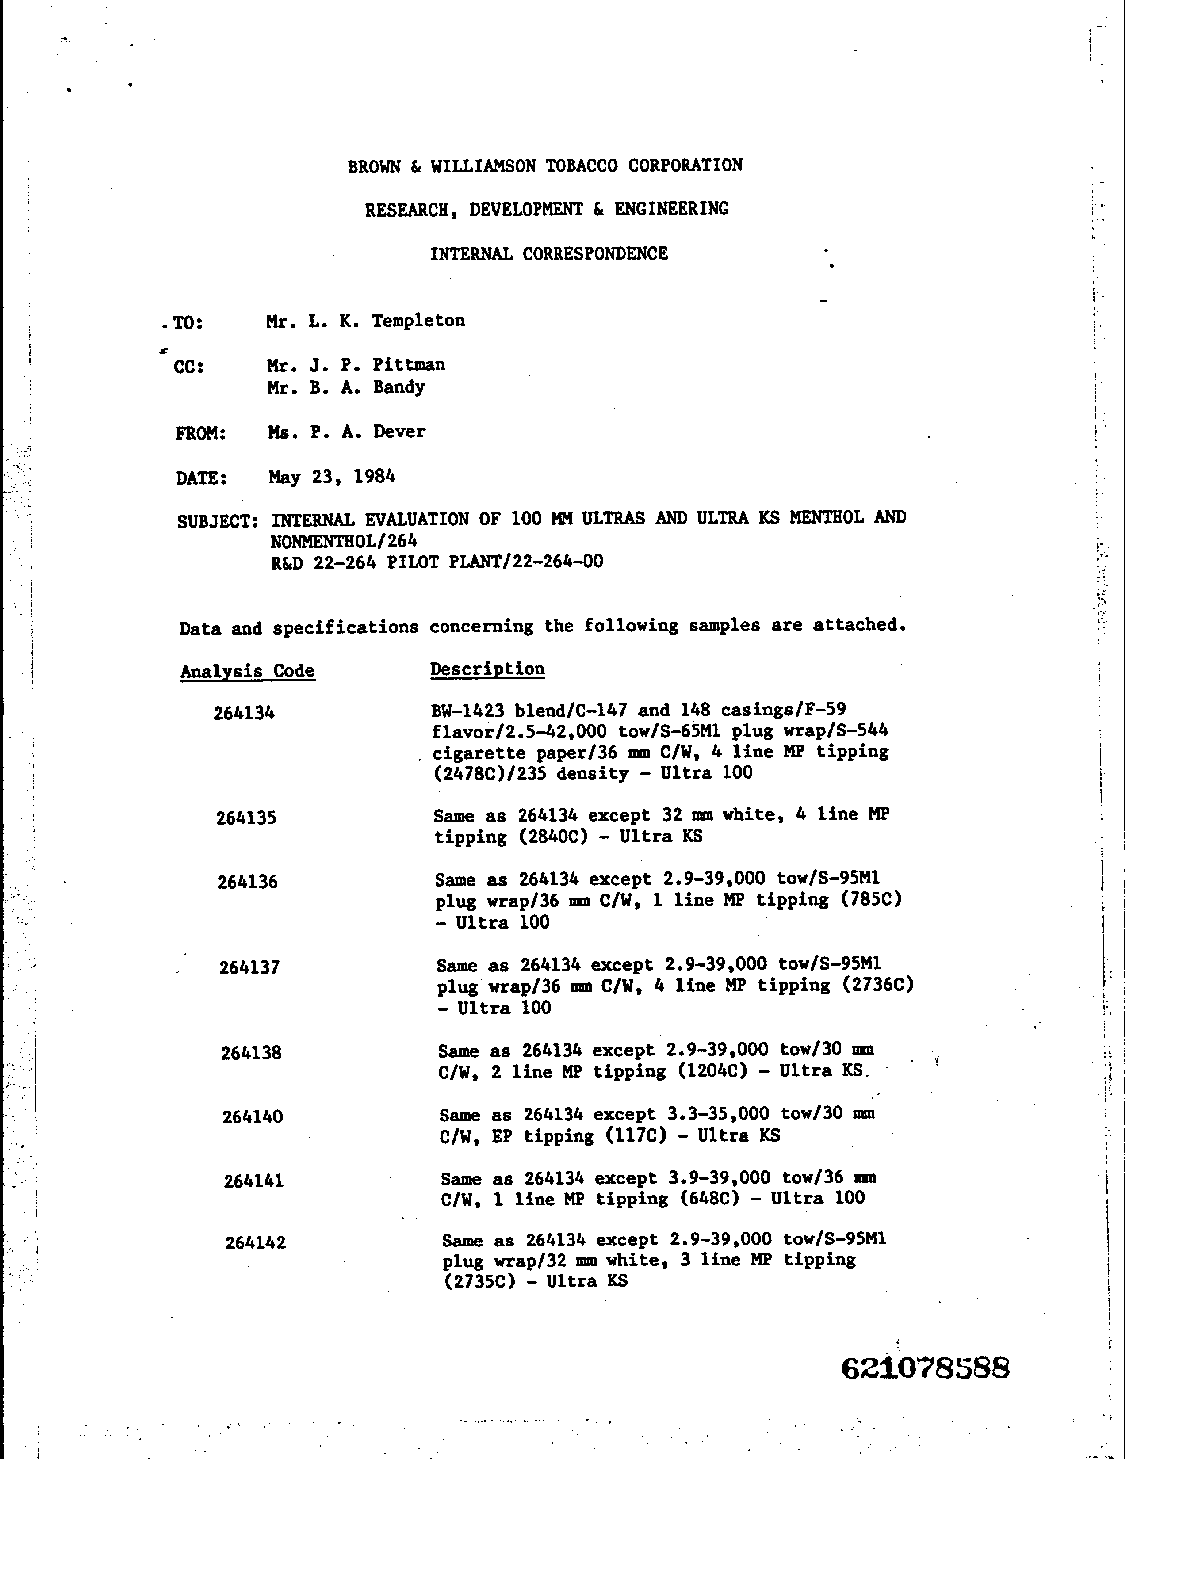 BROWN & WILLIAMSON TOBACCO CORPORATION
RESEARCH, DEVELOPMENT & ENGINEERING
INTERNAL CORRESPONDENCE
TO: Mr. L. K. Templeton
CC: Mr. J. P. Pittman
Mr. B. A. Bandy
FROM: Ms. P. A. Dever
DATE: May 23, 1984
SUBJECT: INTERNAL EVALUATION OF 100 MM ULTRAS AND ULTRA KS MENTHOL AND
NONMENTHOL/264
R&D 22-264 PILOT PLANT/22-264-00
Data and specifications concerning the following samples are attached.
Analysis Code Description
264134 BW-1423 blend/C-147 and 148 casings/F-59
flavor/2.5-42,000 tow/S-65M1 plug wrap/S-544
cigarette paper/36 mm C/W, 4 line MP tipping
(2478C)/235 density - Ultra 100
264135 Same as 264134 except 32 mm white, 4 line MP
tipping (2840C) - Ultra KS
264136 Same as 264134 except 2.9-39,000 tow/S-95M1
plug wrap/36 mm C/W, 1 line MP tipping (785C)
- Ultra 100
264137 Same as 264134 except 2.9-39,000 tow/S-95M1
plug wrap/36 mm C/W, 4 line MP tipping (2736C)
- Ultra 100
264138 Same as 264134 except 2.9-39,000 tow/30 mm
C/W, 2 line MP tipping (1204C) - Ultra KS.
264140 Same as 264134 except 3.3-35,000 tow/30 mm
C/W, EP tipping (117C) - Ultra KS
264141 Same as 264134 except 3.9-39,000 tow/36 mm
C/W, 1 line MP tipping (648C) - Ultra 100
264142 Same as 264134 except 2.9-39,000 tow/S-95M1
plug wrap/32 mm white, 3 line MP tipping
(2735C) - Ultra KS
621078588